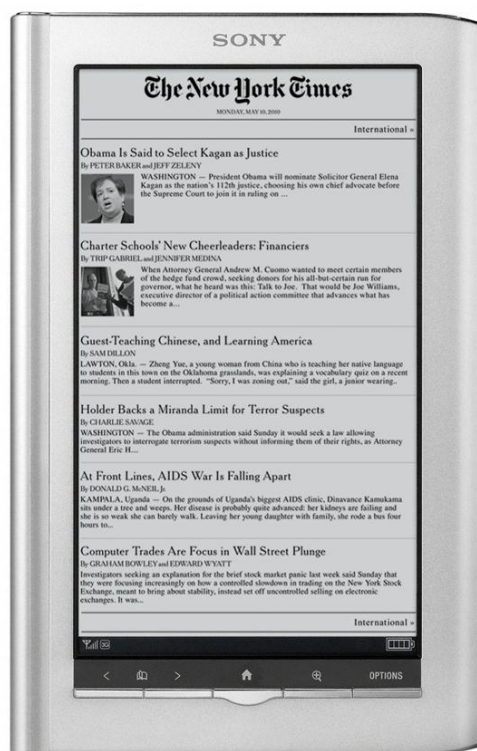 SONY
The New York Times
MONDAY, MAY 10, 2010
International »
Obama Is Said to Select Kagan as Justice
By PETER BAKER and JEFF ZELENY
WASHINGTON — President Obama will nominate Solicitor General Elena
Kagan as the nation's 112th justice, choosing his own chief advocate before
the Supreme Court to join it in ruling on ...
Charter Schools' New Cheerleaders: Financiers
By TRIP GABRIEL and JENNIFER MEDINA
When Attorney General Andrew M. Cuomo wanted to meet certain members
of the hedge fund crowd, seeking donors for his all-but-certain run for
governor, what he heard was this: Talk to Joe. That would be Joe Williams,
executive director of a political action committee that advances what has
become a...
Guest-Teaching Chinese, and Learning America
By SAM DILLON
LAWTON, Okla. — Zheng Yue, a young woman from China who is teaching her native language
to students in this town on the Oklahoma grasslands, was explaining a vocabulary quiz on a recent
morning. Then a student interrupted. "Sorry, I was zoning out," said the girl, a junior wearing..
Holder Backs a Miranda Limit for Terror Suspects
By CHARLIE SAVAGE
WASHINGTON — The Obama administration said Sunday it would seek a law allowing
investigators to interrogate terrorism suspects without informing them of their rights, as Attorney
General Eric H...
At Front Lines, AIDS War Is Falling Apart
By DONALD G. McNEIL Jr.
KAMPALA, Uganda — On the grounds of Uganda's biggest AIDS clinic, Dinavance Kamukama
sits under a tree and weeps. Her disease is probably quite advanced: her kidneys are failing and
she is so weak she can barely walk. Leaving her young daughter with family, she rode a bus four
hours to...
Computer Trades Are Focus in Wall Street Plunge
By GRAHAM BOWLEY and EDWARD WYATT
Investigators seeking an explanation for the brief stock market panic last week said Sunday that
they were focusing increasingly on how a controlled slowdown in trading on the New York Stock
Exchange, meant to bring about stability, instead set off uncontrolled selling on electronic
exchanges. It was...
International »
3G
OPTIONS